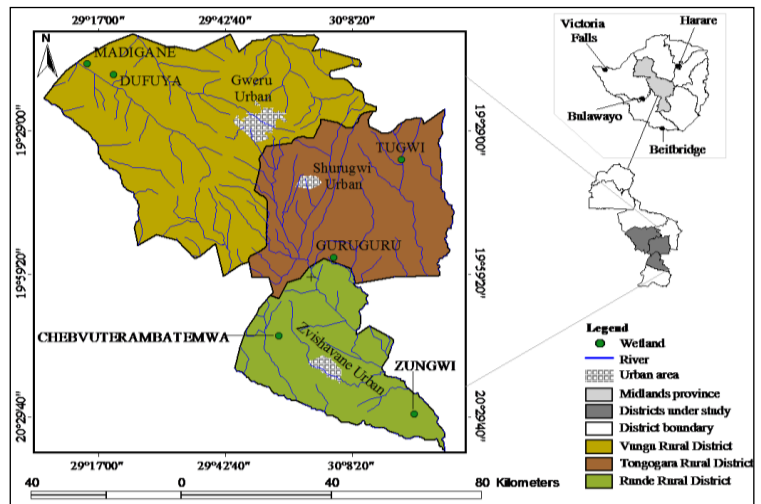 29°17'00"
29°42'40"
30°8'20"
N
MADIGANE
DUFUYA
Gweru
Urban
19°29'00"
19°29'00"
TUGWI
Shurugwi
Urban
GURUGURU
19°59'20"
19°59'20"
CHEBVUTERAMBATEMWA
Zvishavane Urban
ZUNGWI
20°29'40"
20°29'40"
29°17'00"
29°42'40"
30°8'20"
40 0 40 80 Kilometers
Victoria
Falls
Harare
Bulawayo
Beitbridge
Legend
Wetland
River
Urban area
Midlands province
Districts under study
District boundary
Vungu Rural District
Tongogara Rural District
Runde Rural District